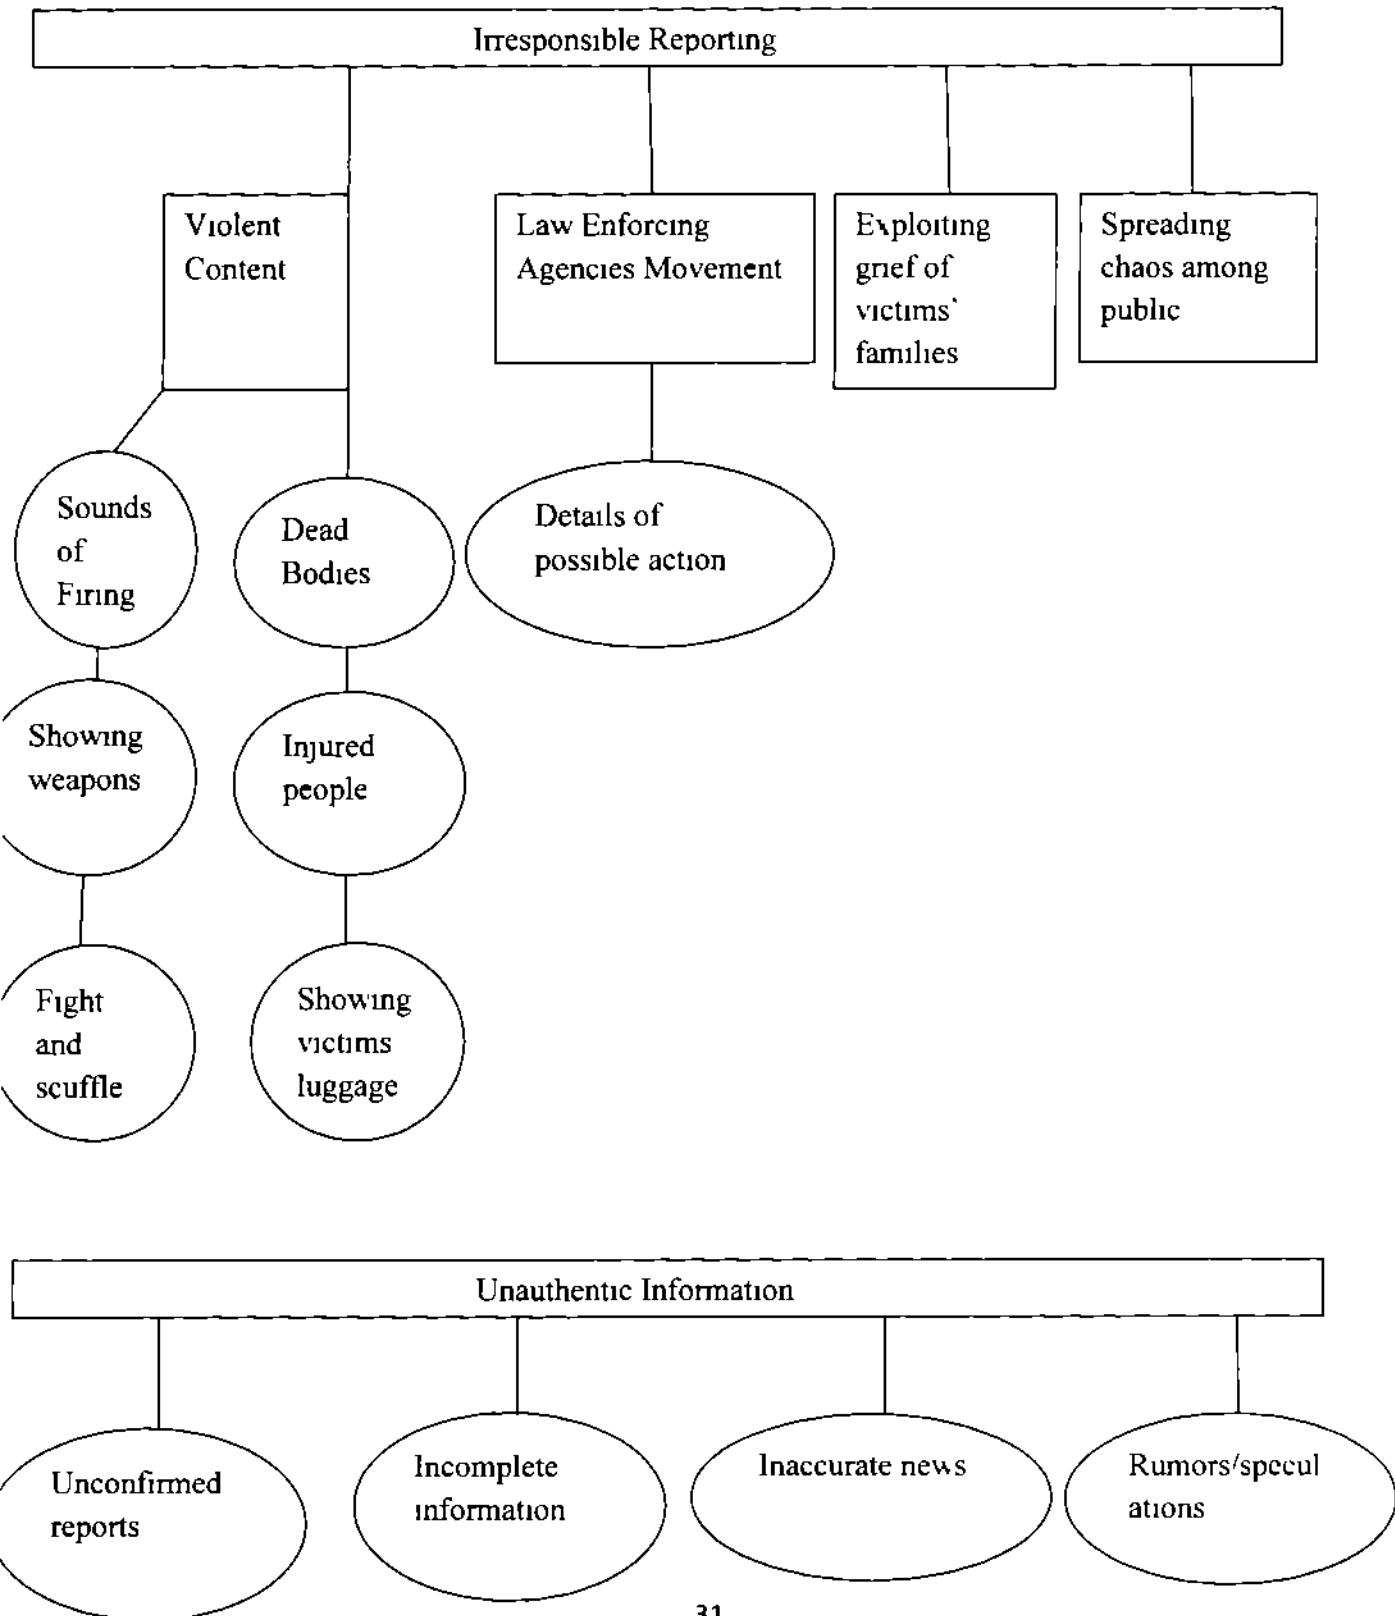 Irresponsible Reporting
Violent
Content
Law Enforcing
Agencies Movement
Exploiting
grief of
victims'
families
Spreading
chaos among
public
Sounds
of
Firing
Dead
Bodies
Details of
possible action
Showing
weapons
Injured
people
Fight
and
scuffle
Showing
victims
luggage
Unauthentic Information
Unconfirmed
reports
Incomplete
information
Inaccurate news
Rumors/specul
ations
31